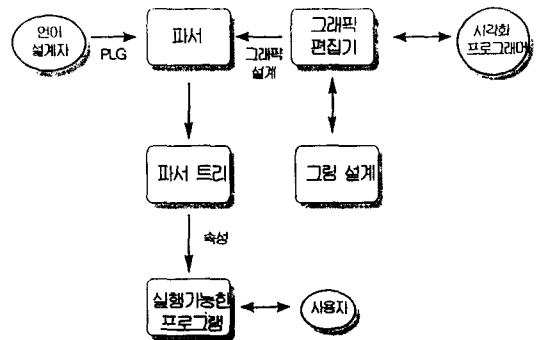 언어
설계자
PLG
파서
그래픽
설계
그래픽
편집기
시각화
프로그래머
파서 트리
그림 설계
속성
실행가능한
프로그램
사용자